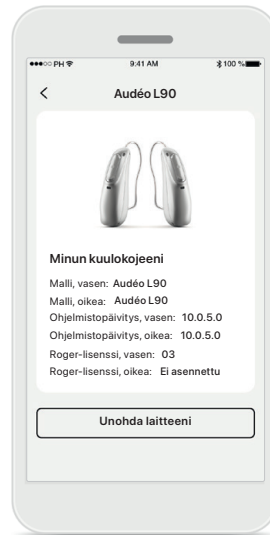 PH
9:41 AM
100 %
Audéo L90
Minun kuulokojeeni
Malli, vasen: Audéo L90
Malli, oikea: Audéo L90
Ohjelmistopäivitys, vasen: 10.0.5.0
Ohjelmistopäivitys, oikea: 10.0.5.0
Roger-lisenssi, vasen: 03
Roger-lisenssi, oikea: Ei asennettu
Unohda laitteeni